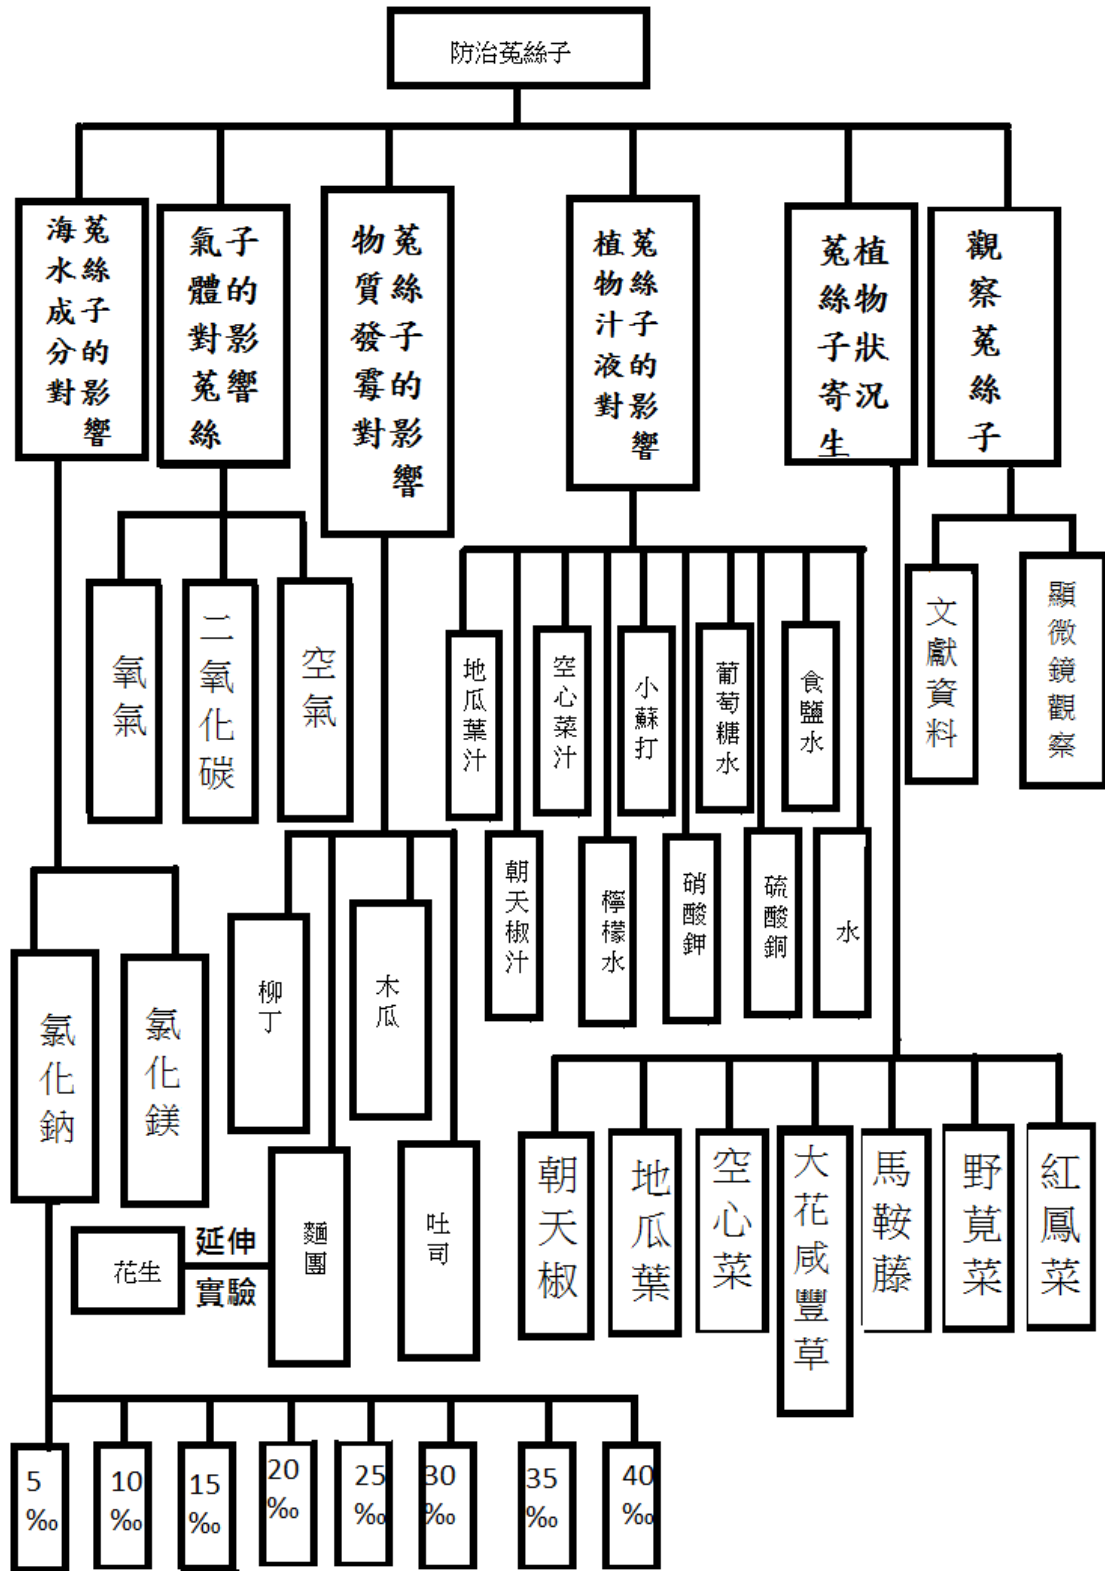 防治菟絲子
海水成分對
菟絲子的影響
氣體對菟絲
子的影響
物質發霉對
菟絲子的影響
植物汁液對
菟絲子的影響
菟絲子寄生
植物狀況
觀察菟絲子
氧氣
二氧化碳
空氣
地瓜葉汁
空心菜汁
小蘇打
葡萄糖水
食鹽水
文獻資料
顯微鏡觀察
朝天椒汁
檸檬水
硝酸鉀
硫酸銅
水
氯化鈉
氯化鎂
柳丁
木瓜
麵團
吐司
花生
延伸
實驗
朝天椒
地瓜葉
空心菜
大花咸豐草
馬鞍藤
野莧菜
紅鳳菜
5
‰
10
‰
15
‰
20
‰
25
‰
30
‰
35
‰
40
‰